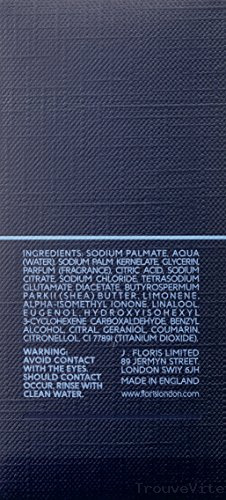 INGREDIENTS: SODIUM PALMATE, AQUA
(WATER), SODIUM PALM KERNELATE, GLYCERIN,
PARFUM (FRAGRANCE), CITRIC ACID, SODIUM
CITRATE, SODIUM CHLORIDE, TETRASODIUM
GLUTAMATE DIACETATE, BUTYROSPERMUM
PARKII (SHEA) BUTTER, LIMONENE,
ALPHA-ISOMETHYL IONONE, LINALOOL,
EUGENOL, HYDROXYISOHEXYL
3-CYCLOHEXENE CARBOXALDEHYDE, BENZYL
ALCOHOL, CITRAL, GERANIOL, COUMARIN,
CITRONELLOL, CI 77891 (TITANIUM DIOXIDE).
WARNING:
AVOID CONTACT
WITH THE EYES.
SHOULD CONTACT
OCCUR, RINSE WITH
CLEAN WATER.
J. FLORIS LIMITED
89 JERMYN STREET,
LONDON SW1Y 6JH
MADE IN ENGLAND
www.florislondon.com
TrouveVite